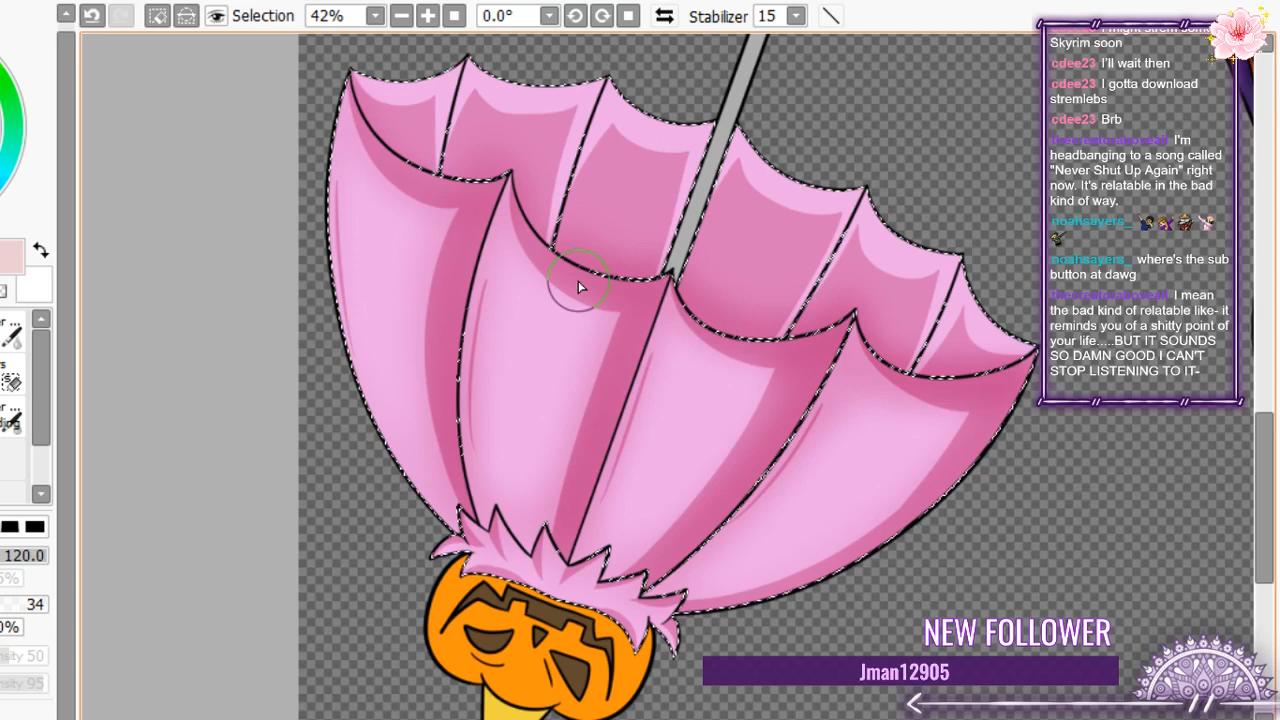 Selection 42% 0.0° Stabilizer 15
Skyrim soon
cdee23 I'll wait then
cdee23 I gotta download
stremlebs
cdee23 Brb
I'm
headbanging to a song called
"Never Shut Up Again" right
now. It's relatable in the bad
kind of way.
noahsayers_
noahsayers_ where's the sub
button at dawg
I mean
the bad kind of relatable like- it
reminds you of a shitty point of
your life.....BUT IT SOUNDS
SO DAMN GOOD I CAN'T
STOP LISTENING TO IT-
120.0
34
50
95
NEW FOLLOWER
Jman12905